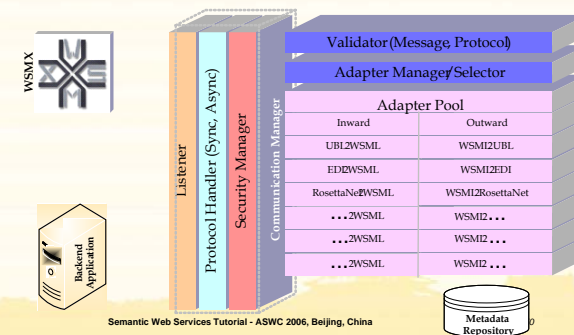 WSMX
W
X S
M
Listener
Protocol Handler (Sync, Async)
Security Manager
Communication Manager
Validator (Message, Protocol)
Adapter Manager/Selector
Adapter Pool
Inward Outward
UBL2WSML WSMl2UBL
EDI2WSML WSMl2EDI
RosettaNet2WSML WSMl2RosettaNet
...2WSML WSMl2...
...2WSML WSMl2...
...2WSML WSMl2...
Backend
Application
Metadata
Repository
Semantic Web Services Tutorial - ASWC 2006, Beijing, China